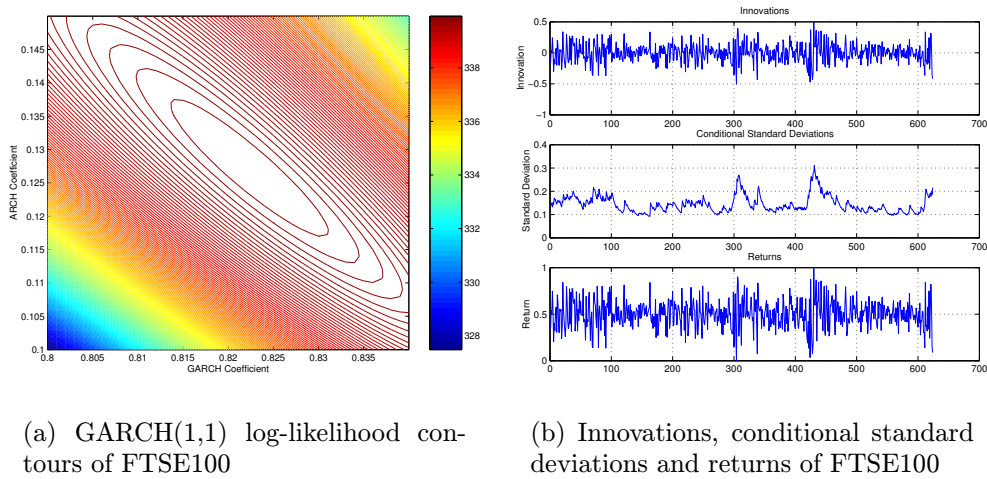 0.145
0.14
0.135
0.13
0.125
0.12
0.115
0.11
0.105
0.1
ARCH Coefficient
0.8
0.805
0.81
0.815
0.82
0.825
0.83
0.835
GARCH Coefficient
338
336
334
332
330
328
Innovations
0.5
0
−0.5
−1
Innovation
0 100 200 300 400 500 600 700
Conditional Standard Deviations
0.4
0.3
0.2
0.1
0
Standard Deviation
0 100 200 300 400 500 600 700
Returns
1
0.5
0
Return
0 100 200 300 400 500 600 700
(a) GARCH(1,1) log-likelihood con-
tours of FTSE100
(b) Innovations, conditional standard
deviations and returns of FTSE100